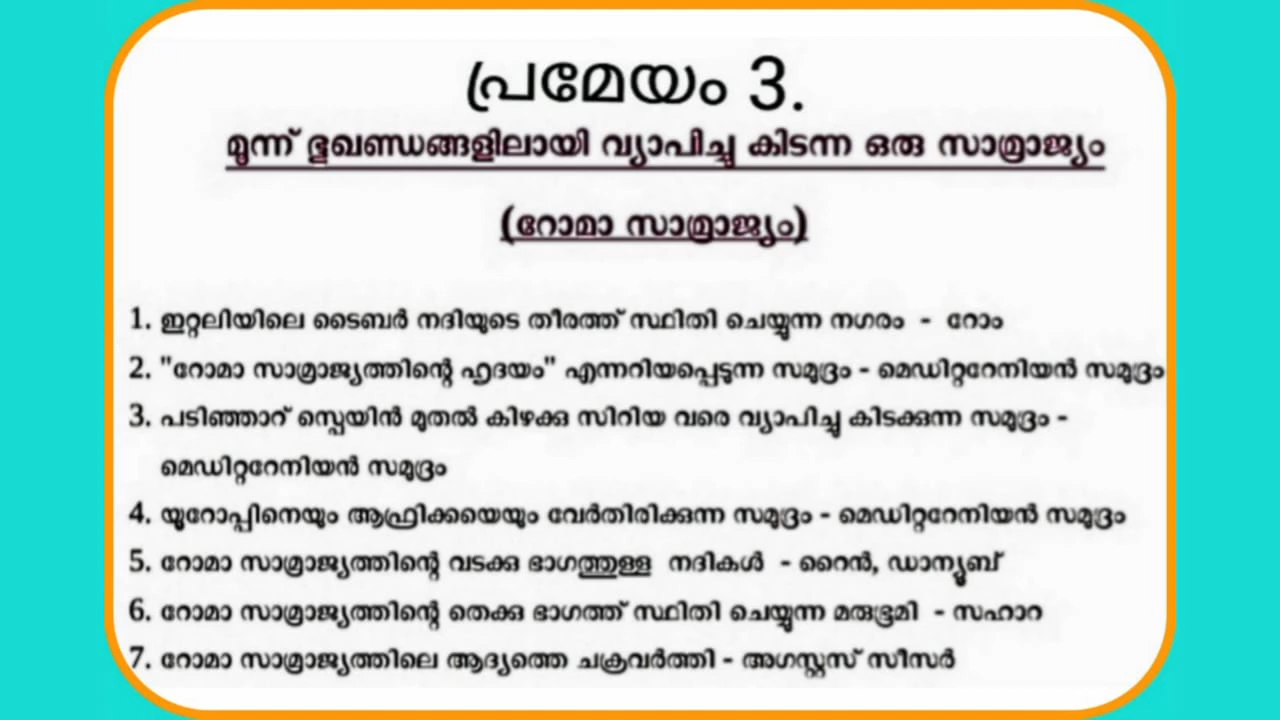 പ്രമേയം 3.
മൂന്ന് ഭൂഖണ്ഡങ്ങളിലായി വ്യാപിച്ചു കിടന്ന ഒരു സാമ്രാജ്യം
(റോമാ സാമ്രാജ്യം)
1. ഇറ്റലിയിലെ ടൈബർ നദിയുടെ തീരത്ത് സ്ഥിതി ചെയ്യുന്ന നഗരം - റോം
2. "റോമാ സാമ്രാജ്യത്തിന്റെ ഹൃദയം" എന്നറിയപ്പെടുന്ന സമുദ്രം - മെഡിറ്ററേനിയൻ സമുദ്രം
3. പടിഞ്ഞാറ് സ്പെയിൻ മുതൽ കിഴക്കു സിറിയ വരെ വ്യാപിച്ചു കിടക്കുന്ന സമുദ്രം -
മെഡിറ്ററേനിയൻ സമുദ്രം
4. യൂറോപ്പിനെയും ആഫ്രിക്കയെയും വേർതിരിക്കുന്ന സമുദ്രം - മെഡിറ്ററേനിയൻ സമുദ്രം
5. റോമാ സാമ്രാജ്യത്തിന്റെ വടക്കു ഭാഗത്തുള്ള നദികൾ - റൈൻ, ഡാന്യൂബ്
6. റോമാ സാമ്രാജ്യത്തിന്റെ തെക്കു ഭാഗത്ത് സ്ഥിതി ചെയ്യുന്ന മരുഭൂമി - സഹാറ
7. റോമാ സാമ്രാജ്യത്തിലെ ആദ്യത്തെ ചക്രവർത്തി - അഗസ്റ്റസ് സീസർ